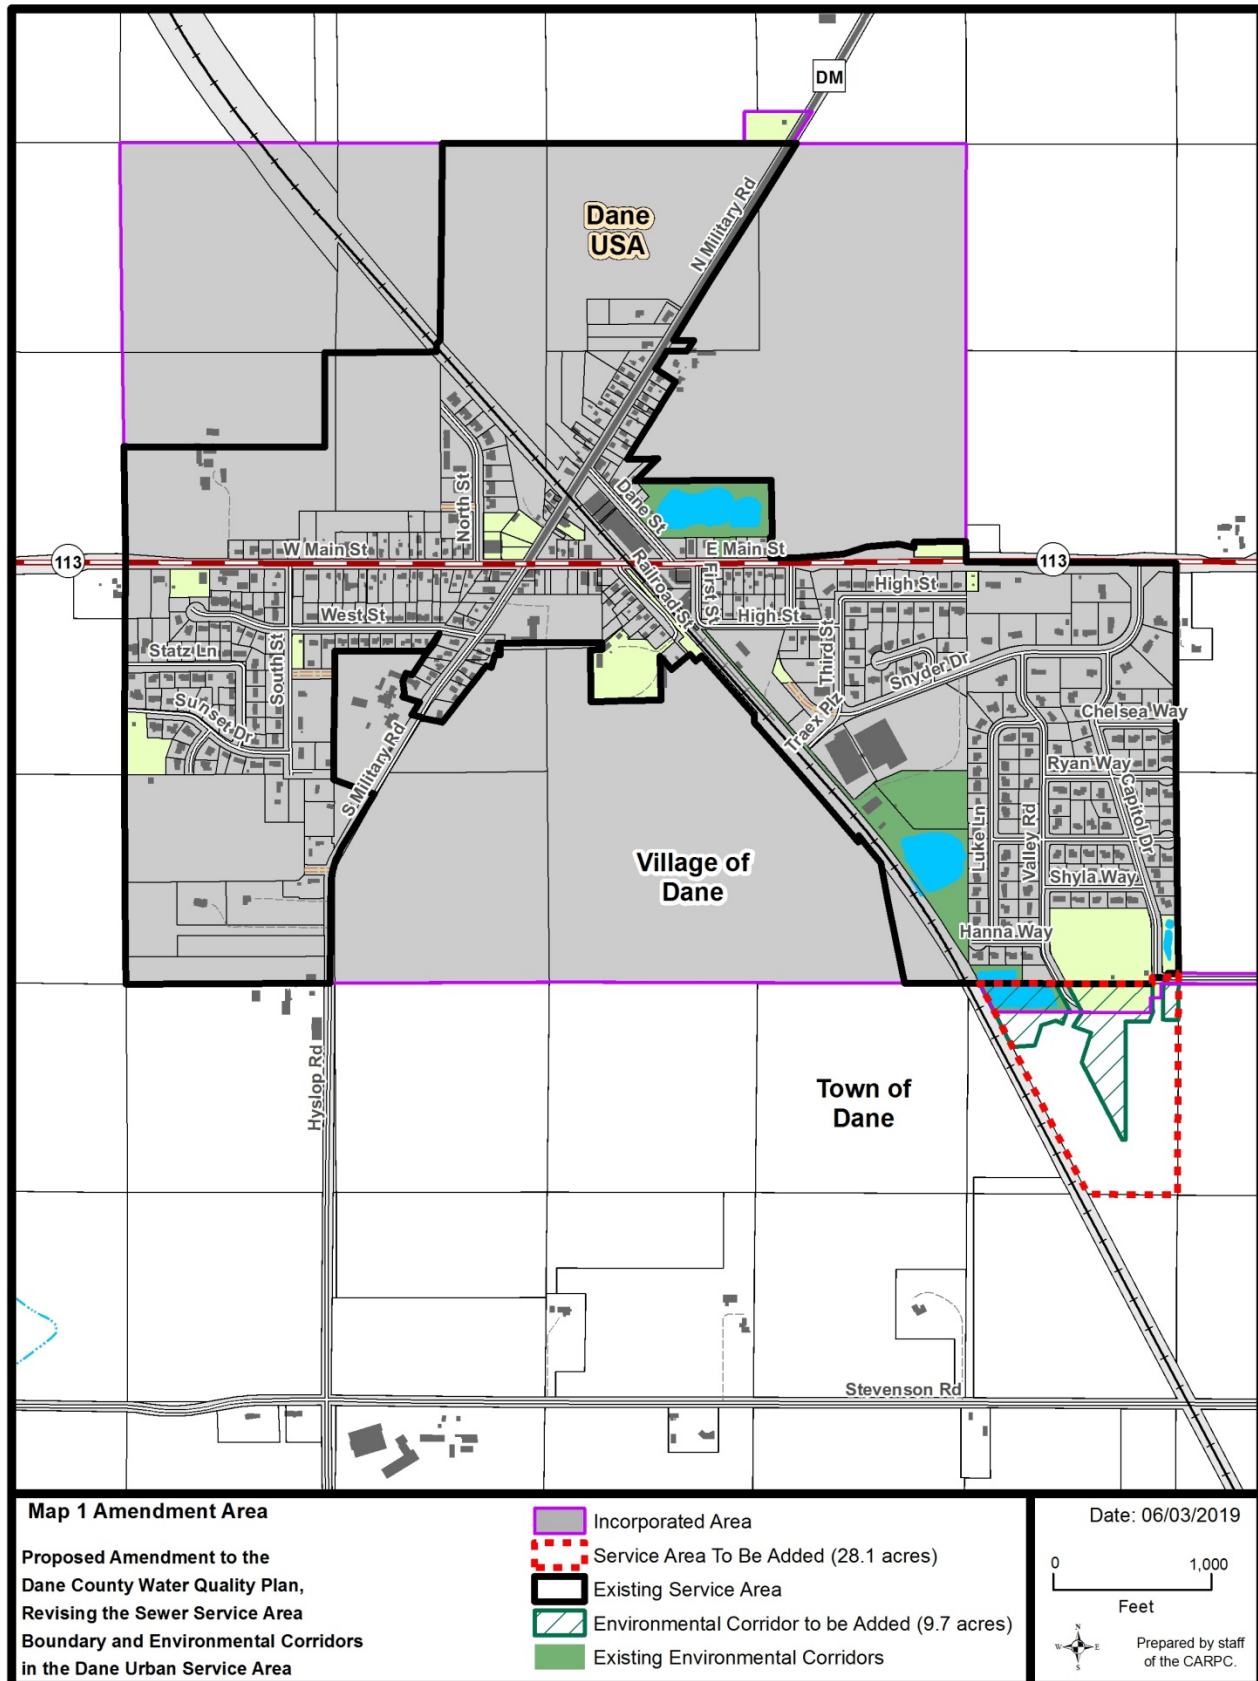 DM
Dane
USA
N Military Rd
North St
Dane St
W Main St
E Main St
113
113
Railroad St
First St
High St
High St
West St
Statz Ln
South St
Third St
Snyder Dr
Sunset Dr
Traex Plz
Chelsea Way
S Military Rd
Ryan Way
Capitol Dr
Luke Ln
Valley Rd
Village of
Dane
Shyla Way
Hanna Way
Hyslop Rd
Town of
Dane
Stevenson Rd
Map 1 Amendment Area
Proposed Amendment to the
Dane County Water Quality Plan,
Revising the Sewer Service Area
Boundary and Environmental Corridors
in the Dane Urban Service Area
Incorporated Area
Service Area To Be Added (28.1 acres)
Existing Service Area
Environmental Corridor to be Added (9.7 acres)
Existing Environmental Corridors
Date: 06/03/2019
0 1,000
Feet
N
W E
S
Prepared by staff
of the CARPC.